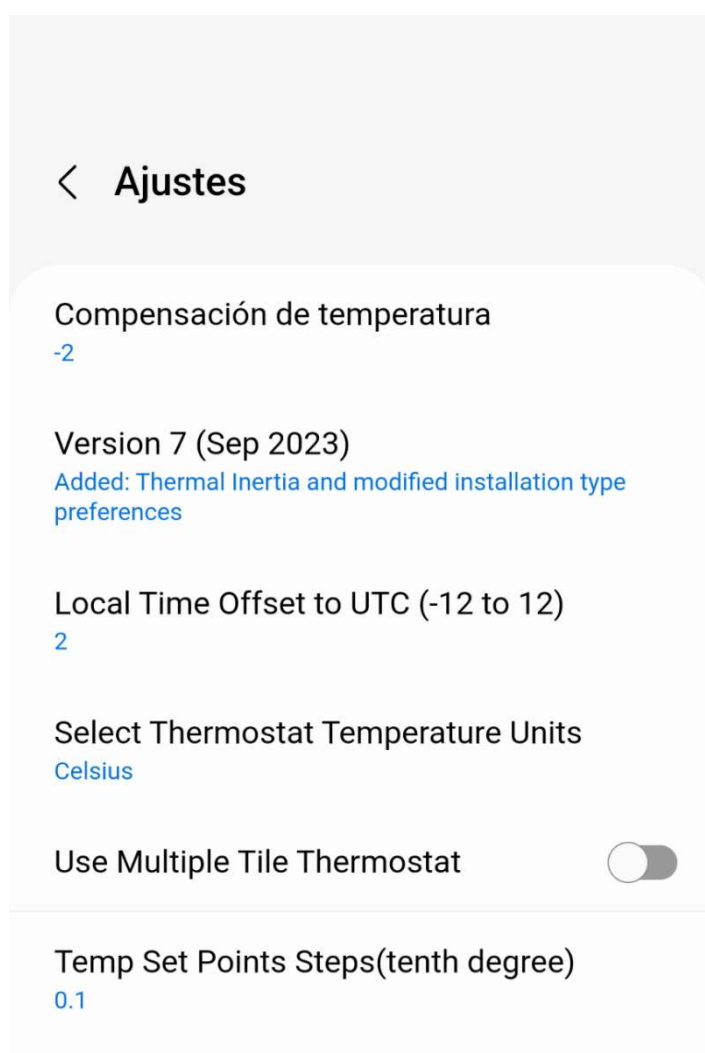 Ajustes
Compensación de temperatura
-2
Version 7 (Sep 2023)
Added: Thermal Inertia and modified installation type
preferences
Local Time Offset to UTC (-12 to 12)
2
Select Thermostat Temperature Units
Celsius
Use Multiple Tile Thermostat
Temp Set Points Steps(tenth degree)
0.1